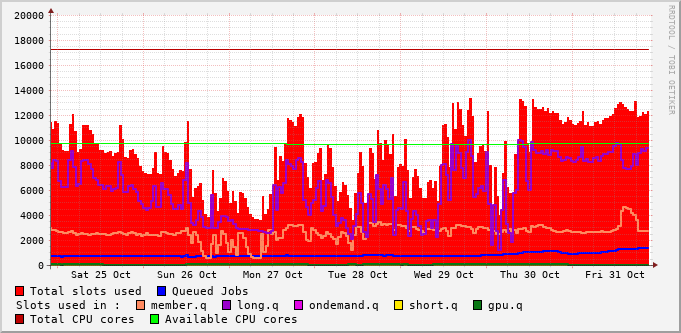 20000
18000
16000
14000
12000
10000
8000
6000
4000
2000
0
Sat 25 Oct Sun 26 Oct Mon 27 Oct Tue 28 Oct Wed 29 Oct Thu 30 Oct Fri 31 Oct
RRDTOOL / TOBI OETIKER
Total slots used Queued Jobs
Slots used in : member.q long.q ondemand.q short.q gpu.q
Total CPU cores Available CPU cores